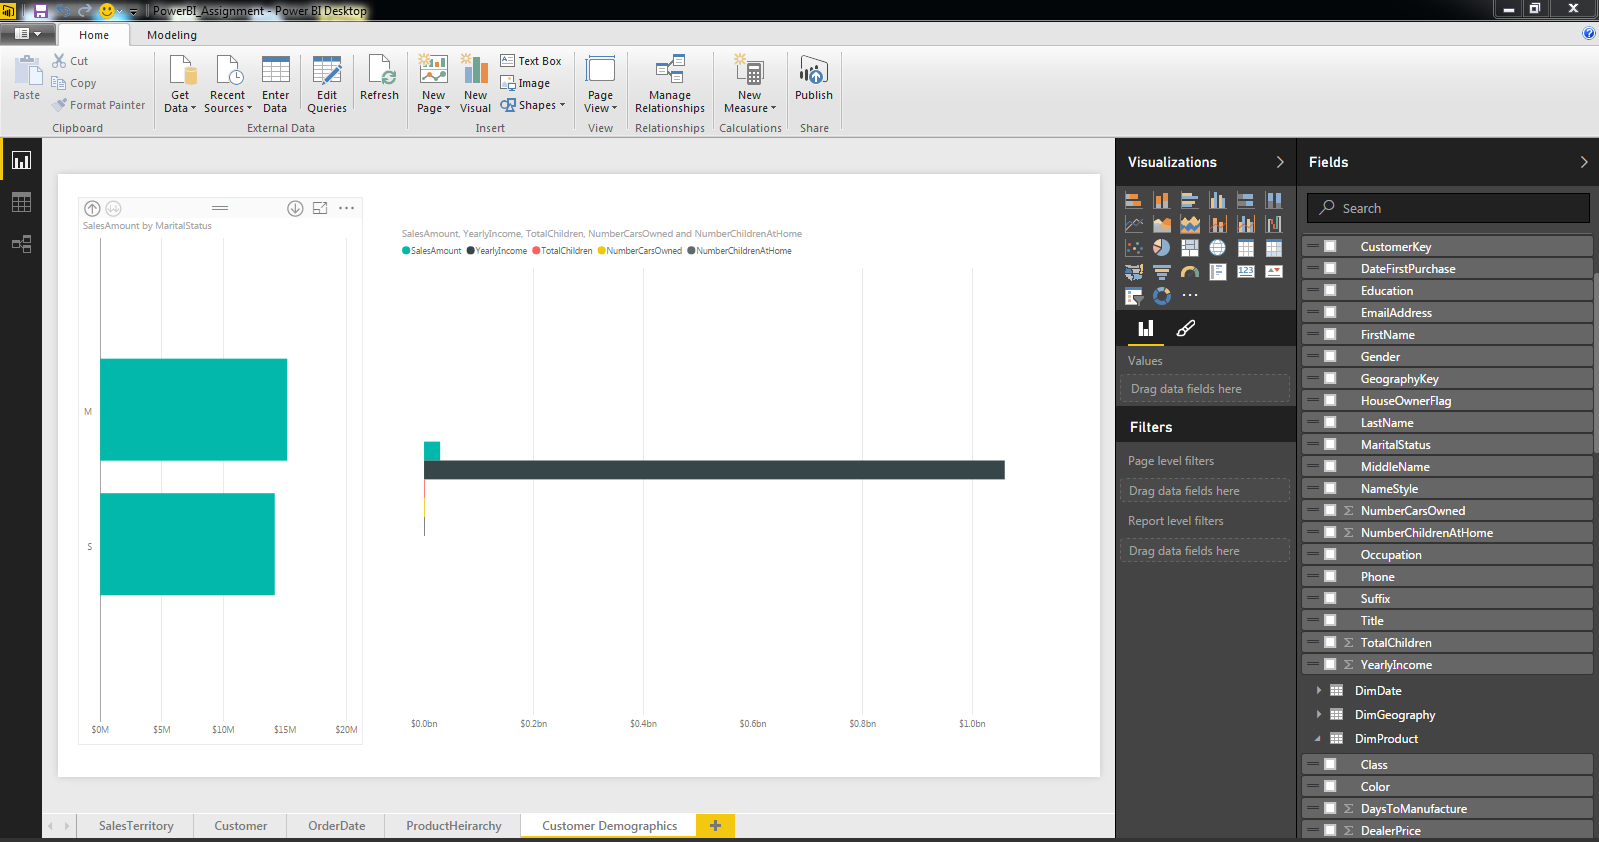 PowerBI_Assignment - Power BI Desktop
Home
Modeling
Paste
Cut
Copy
Format Painter
Clipboard
Get Data
Recent Sources
Enter Data
Edit Queries
Refresh
External Data
New Page
New Visual
Text Box
Image
Shapes
Insert
Page View
View
Manage Relationships
Relationships
New Measure
Calculations
Publish
Share
SalesAmount by MaritalStatus
M
S
$0M $5M $10M $15M $20M
SalesAmount, YearlyIncome, TotalChildren, NumberCarsOwned and NumberChildrenAtHome
SalesAmount YearlyIncome TotalChildren NumberCarsOwned NumberChildrenAtHome
$0.0bn $0.2bn $0.4bn $0.6bn $0.8bn $1.0bn
SalesTerritory
Customer
OrderDate
ProductHeirarchy
Customer Demographics
Visualizations
123
Values
Drag data fields here
Filters
Page level filters
Drag data fields here
Report level filters
Drag data fields here
Fields
Search
CustomerKey
DateFirstPurchase
Education
EmailAddress
FirstName
Gender
GeographyKey
HouseOwnerFlag
LastName
MaritalStatus
MiddleName
NameStyle
Σ NumberCarsOwned
Σ NumberChildrenAtHome
Occupation
Phone
Suffix
Title
Σ TotalChildren
Σ YearlyIncome
DimDate
DimGeography
DimProduct
Class
Color
Σ DaysToManufacture
Σ DealerPrice